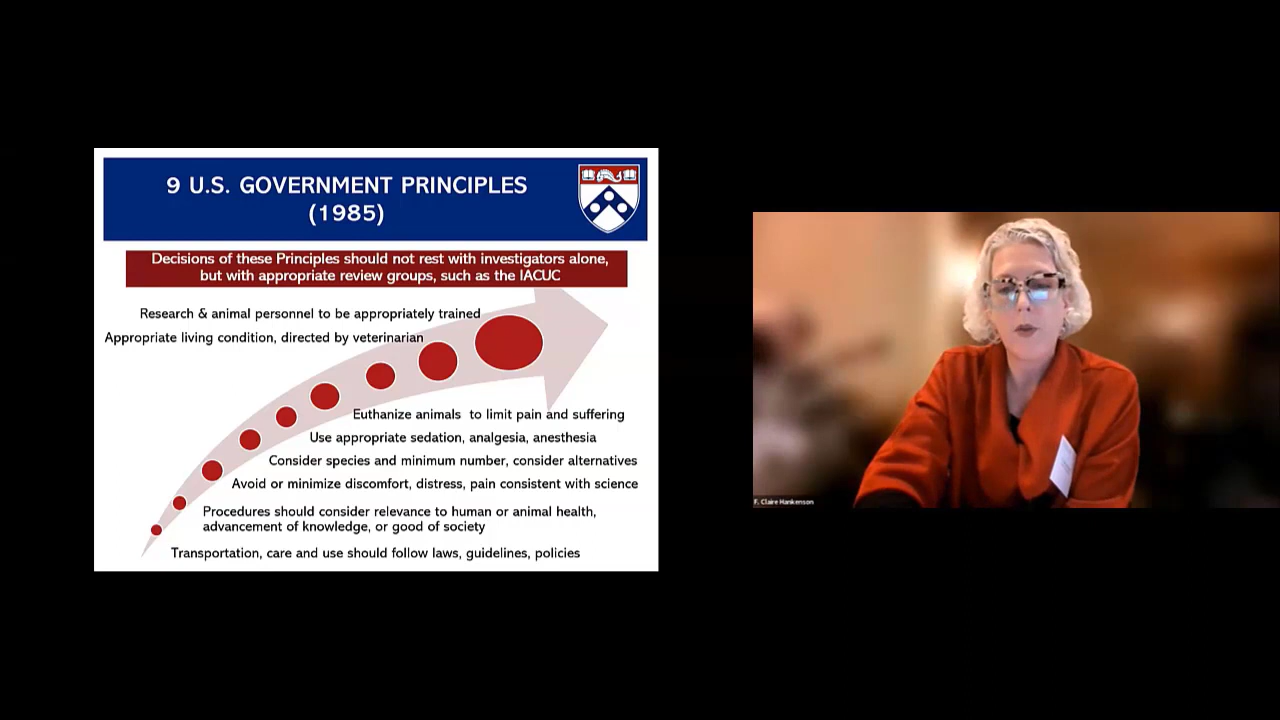 9 U.S. GOVERNMENT PRINCIPLES
(1985)
Decisions of these Principles should not rest with investigators alone,
but with appropriate review groups, such as the IACUC
Research & animal personnel to be appropriately trained
Appropriate living condition, directed by veterinarian
Euthanize animals to limit pain and suffering
Use appropriate sedation, analgesia, anesthesia
Consider species and minimum number, consider alternatives
Avoid or minimize discomfort, distress, pain consistent with science
Procedures should consider relevance to human or animal health,
advancement of knowledge, or good of society
Transportation, care and use should follow laws, guidelines, policies
F. Claire Hankenson